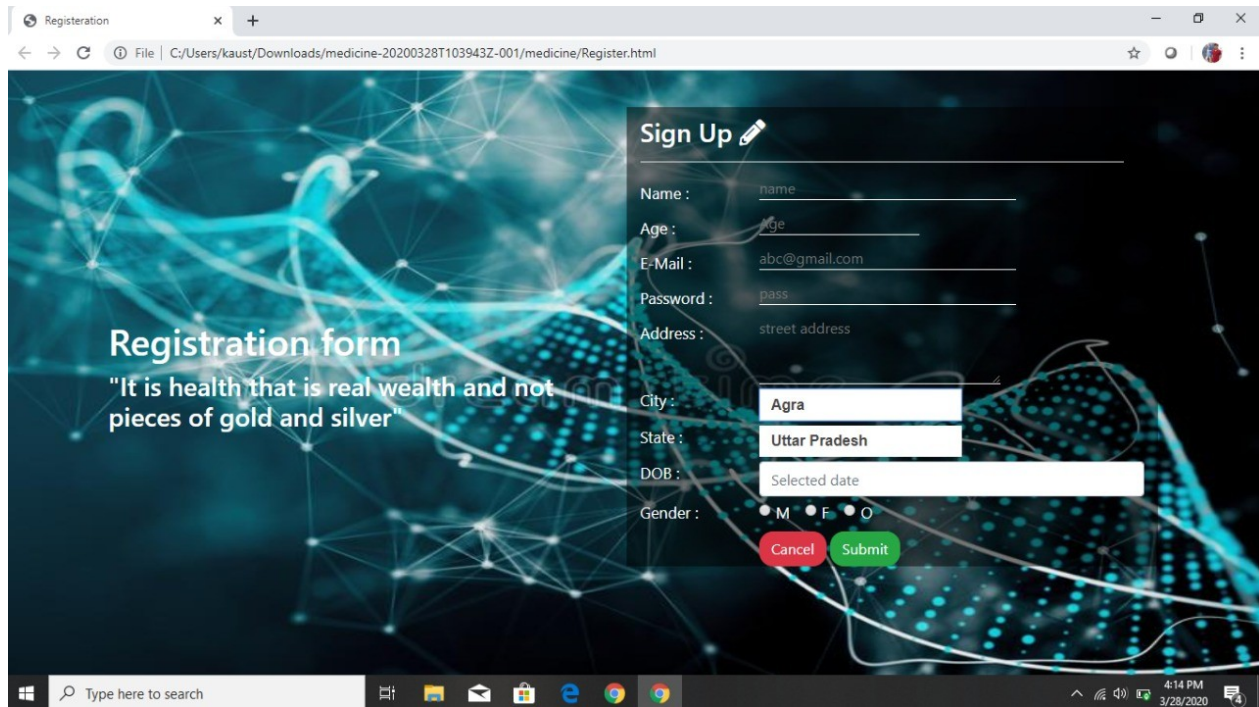 Registeration
File | C:/Users/kaust/Downloads/medicine-20200328T103943Z-001/medicine/Register.html
Sign Up
Name : name
Age : Age
E-Mail : abc@gmail.com
Password : pass
Address : street address
Registration form
"It is health that is real wealth and not
pieces of gold and silver"
City : Agra
State : Uttar Pradesh
DOB : Selected date
Gender : M F O
Cancel Submit
Type here to search
4:14 PM
3/28/2020
4